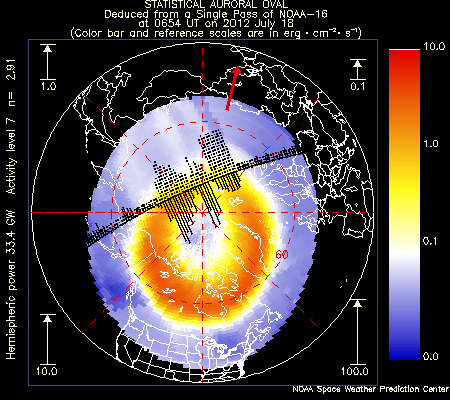 STATISTICAL AURORAL OVAL
Deduced from a Single Pass of NOAA-16
at 0654 UT on 2012 July 18
(Color bar and reference scales are in erg · cm⁻² · s⁻¹)
1.0
0.1
10.0
100.0
60
Hemispheric power 33.4 GW Activity level 7 n= 2.91
10.0
1.0
0.1
0.0
NOAA Space Weather Prediction Center